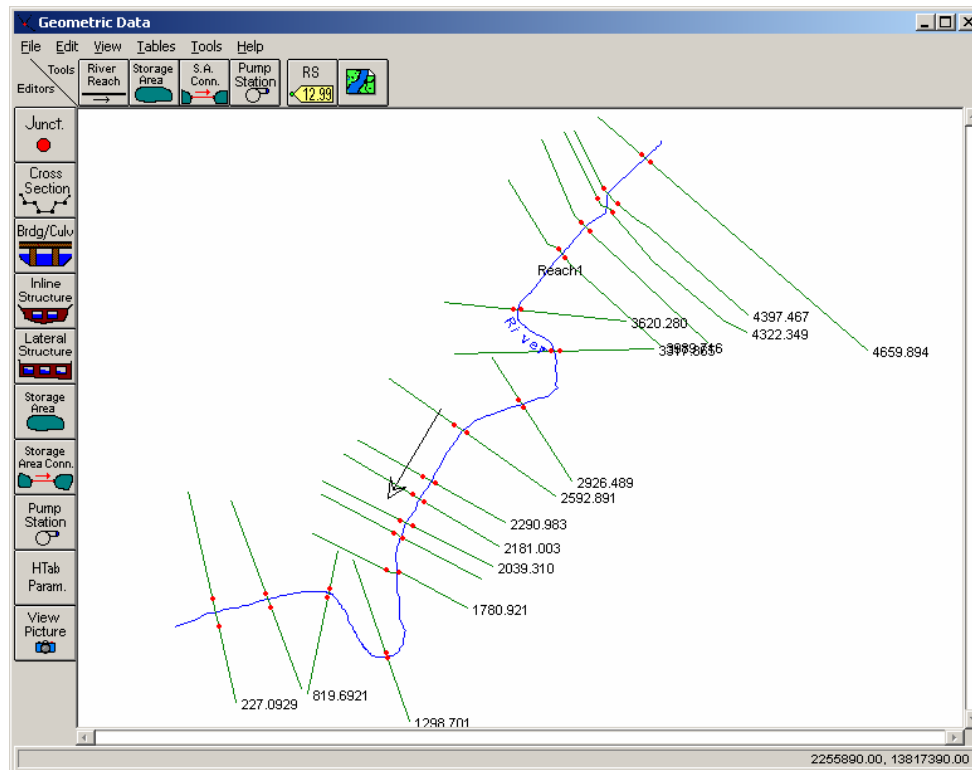 Geometric Data
File Edit View Tables Tools Help
Tools
Editors
River
Reach
Storage
Area
S.A.
Conn.
Pump
Station
RS
12.99
Junct.
Cross
Section
Brdg/Culv
Inline
Structure
Lateral
Structure
Storage
Area
Storage
Area Conn.
Pump
Station
HTab
Param.
View
Picture
Reach1
River
4397.467
4322.349
4659.894
3620.280
2926.489
2592.891
2290.983
2181.003
2039.310
1780.921
819.6921
227.0929
1298.701
2255890.00, 13817390.00